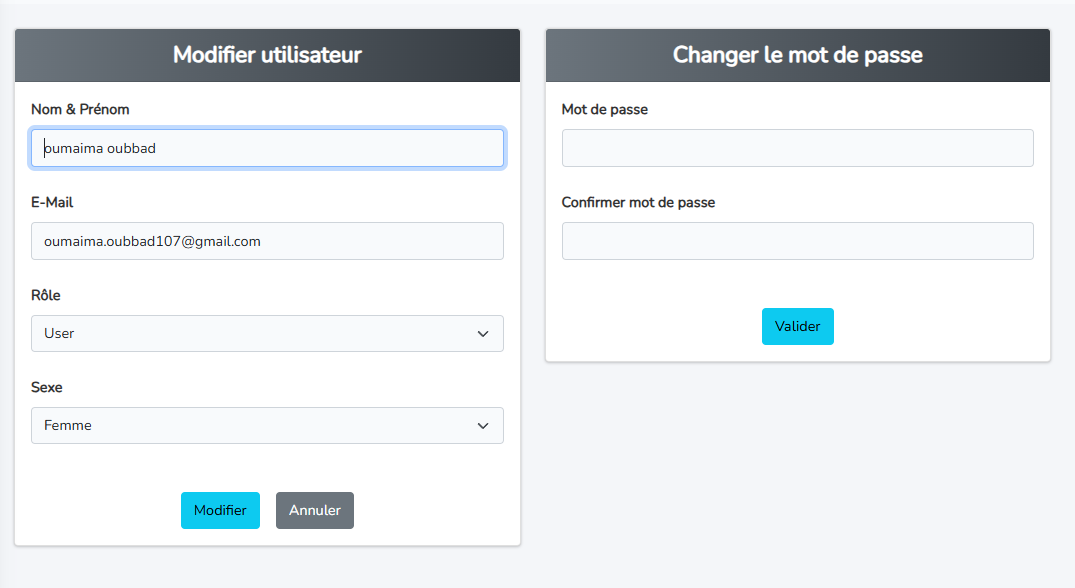 Modifier utilisateur
Nom & Prénom
oumaima oubbad
E-Mail
oumaima.oubbad107@gmail.com
Rôle
User
Sexe
Femme
Modifier
Annuler
Changer le mot de passe
Mot de passe
Confirmer mot de passe
Valider